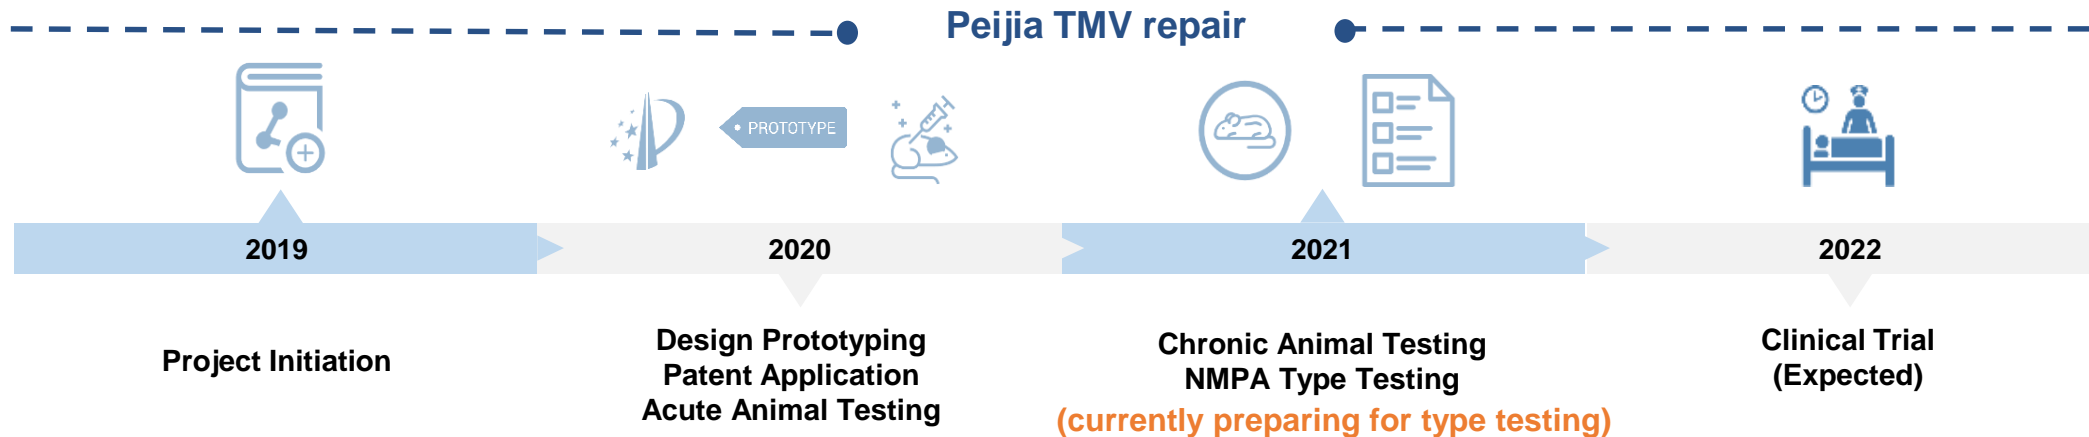 Peijia TMV repair
PROTOTYPE
2019
2020
2021
2022
Project Initiation
Design Prototyping
Patent Application
Acute Animal Testing
Chronic Animal Testing
NMPA Type Testing
(currently preparing for type testing)
Clinical Trial
(Expected)